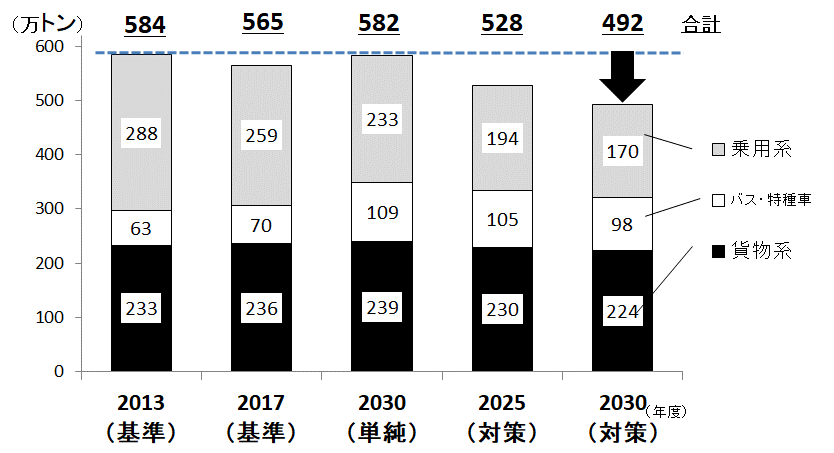 (万トン) 584 565 582 528 492 合計
600
500
400
300
200
100
0
288 259 233 194 170
63 70 109 105 98
233 236 239 230 224
乗用系
バス・特種車
貨物系
2013 2017 2030 2025 2030 (年度)
(基準) (基準) (単純) (対策) (対策)